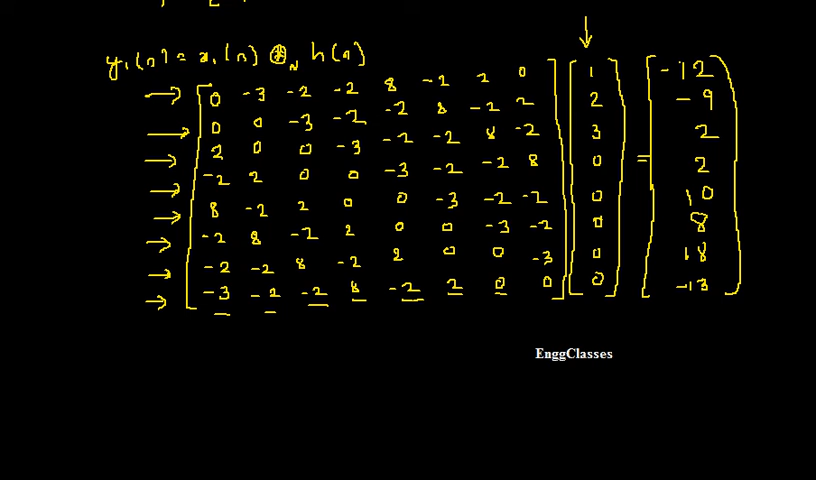 y₁(n) = x₁(n) ⊛_N h(n)
→ [ 0 -3 -2 -2 8 -2 2 0 ] [ 1 ] [ -12 ]
→ [ 0 0 -3 -2 -2 8 -2 2 ] [ 2 ] [ -9 ]
→ [ 2 0 0 -3 -2 -2 8 -2 ] [ 3 ] [ 2 ]
→ [ -2 2 0 0 -3 -2 -2 8 ] [ 0 ] = [ 2 ]
→ [ 8 -2 2 0 0 -3 -2 -2 ] [ 0 ] [ 10 ]
→ [ -2 8 -2 2 0 0 -3 -2 ] [ 0 ] [ 8 ]
→ [ -2 -2 8 -2 2 0 0 -3 ] [ 0 ] [ 18 ]
→ [ -3 -2 -2 8 -2 2 0 0 ] [ 0 ] [ -13 ]
EnggClasses